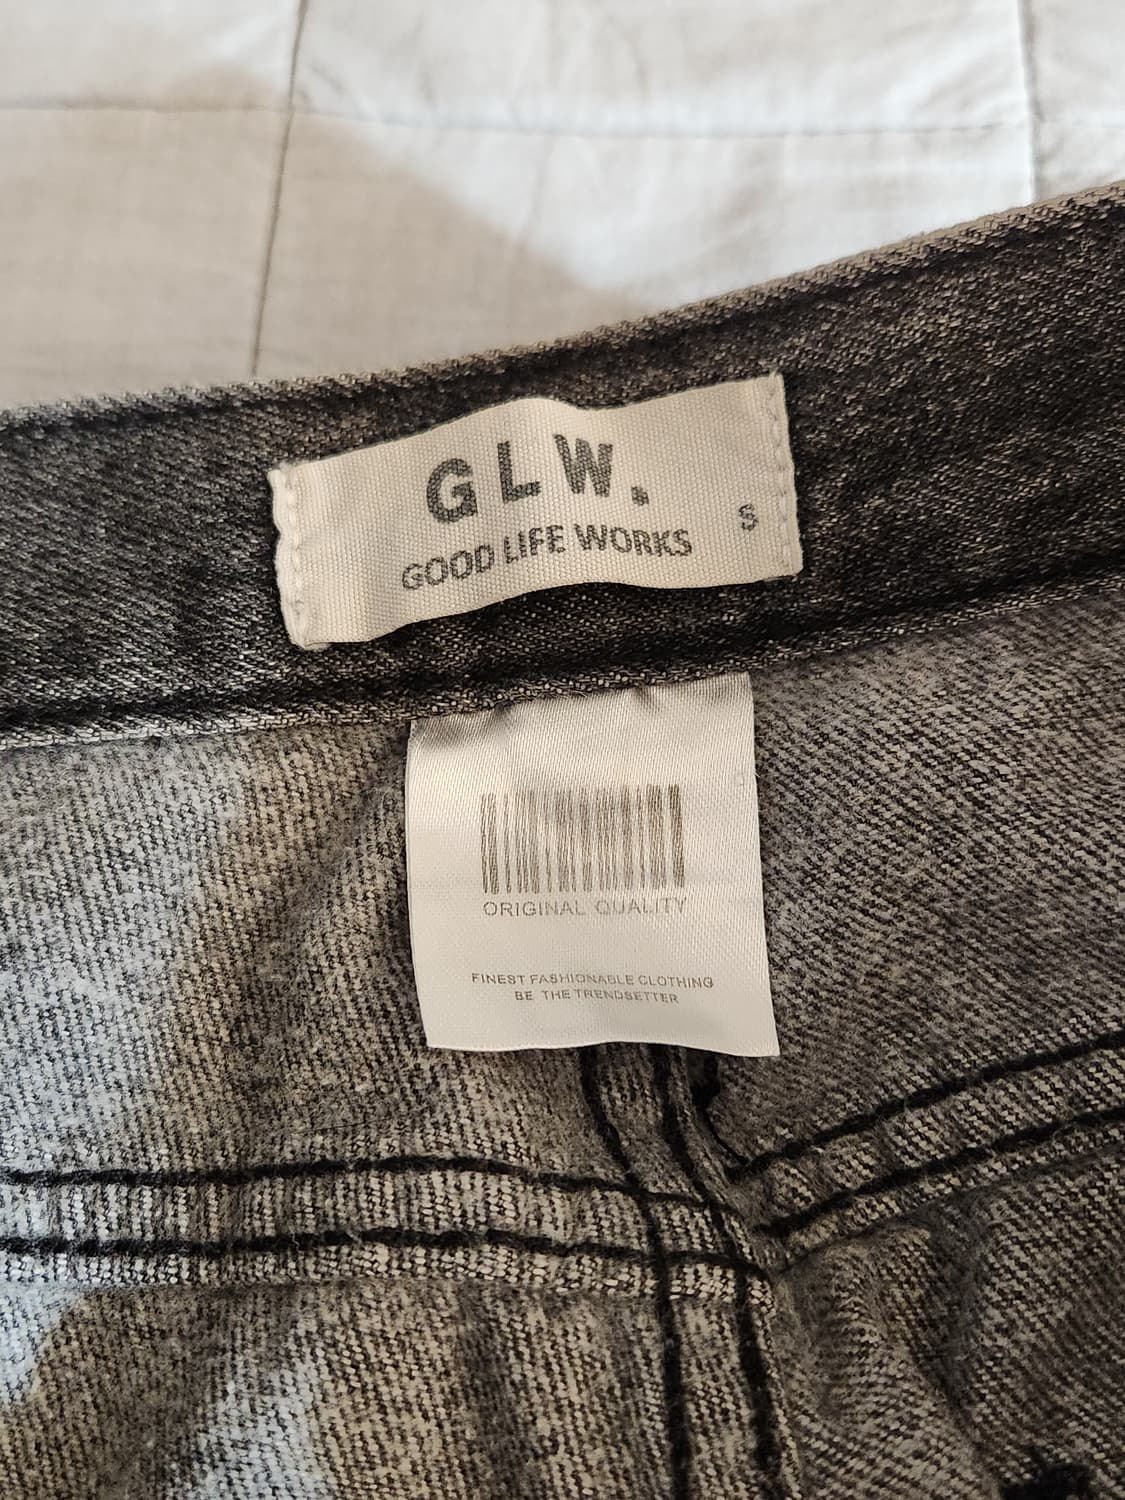 GLW.
GOOD LIFE WORKS
S
ORIGINAL QUALITY
FINEST FASHIONABLE CLOTHING
BE THE TRENDSETTER